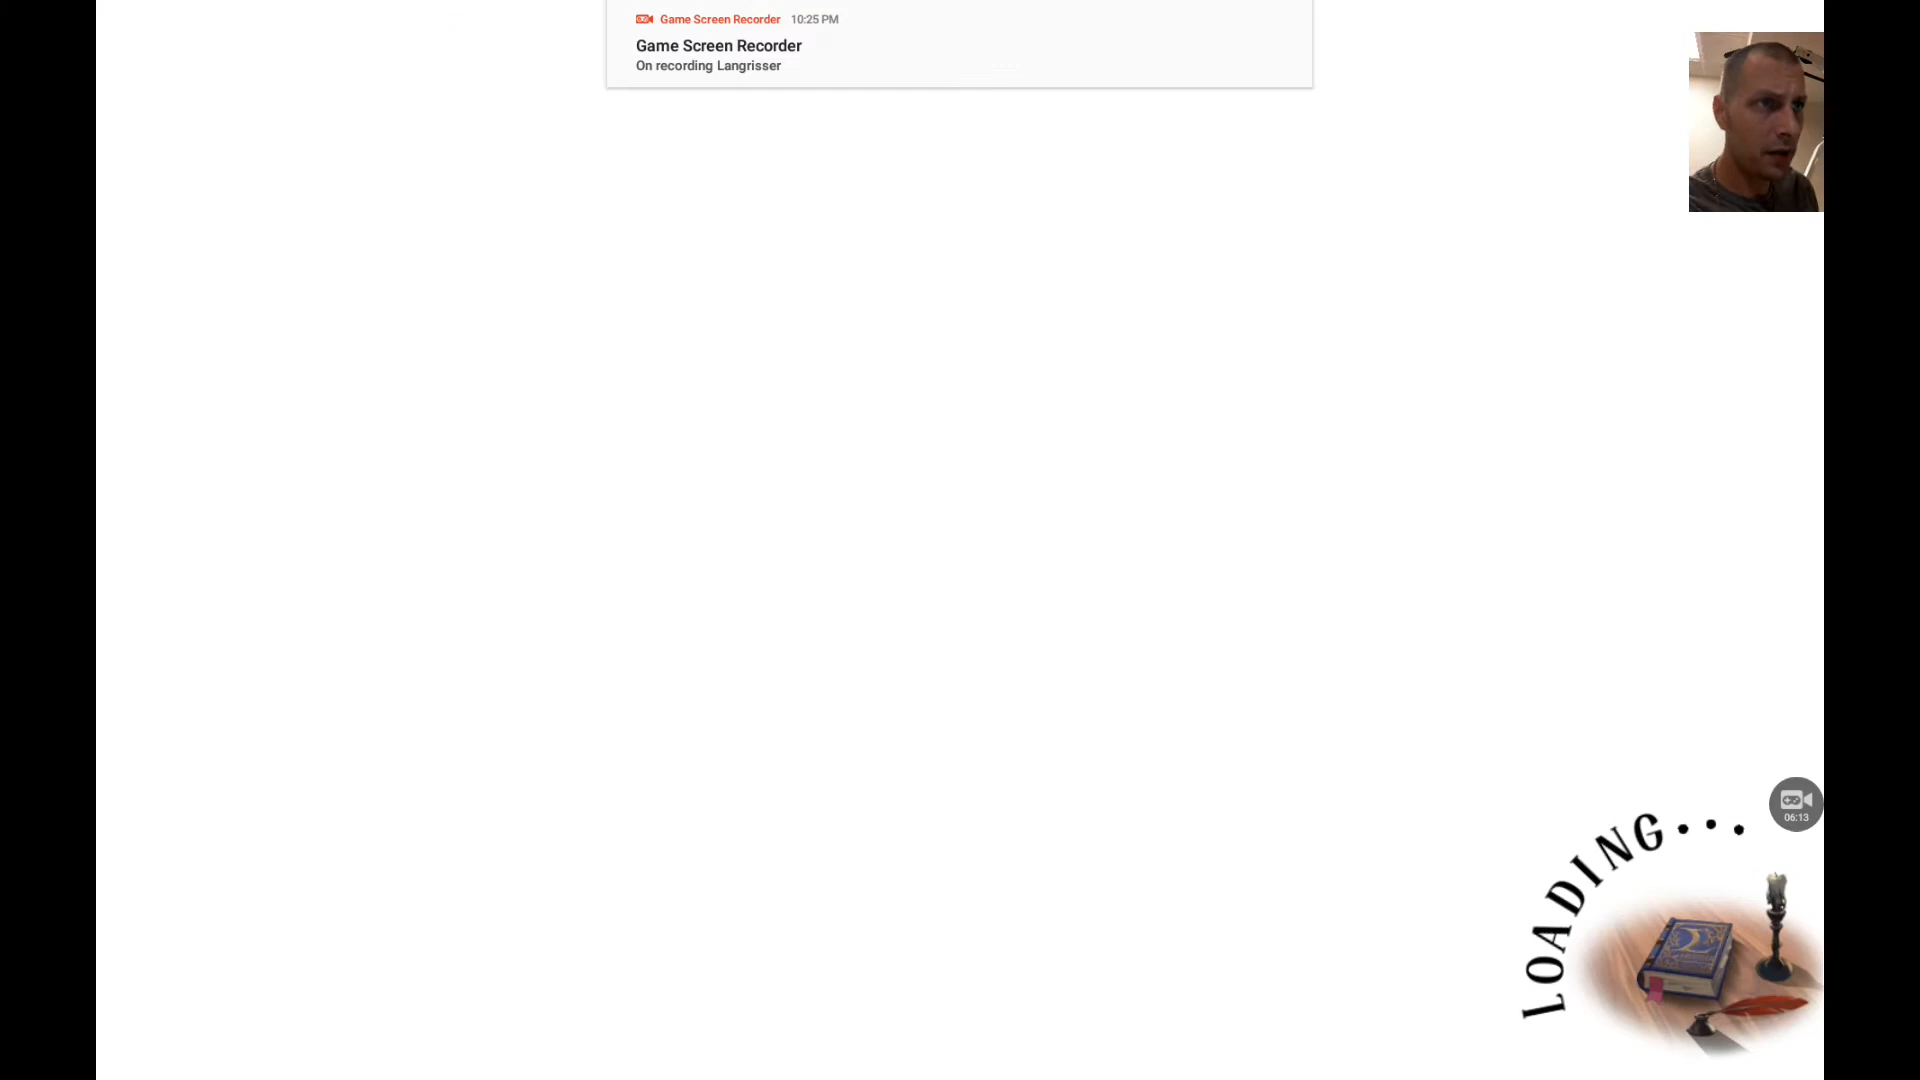 Game Screen Recorder 10:25 PM
Game Screen Recorder
On recording Langrisser
06:13
LOADING...